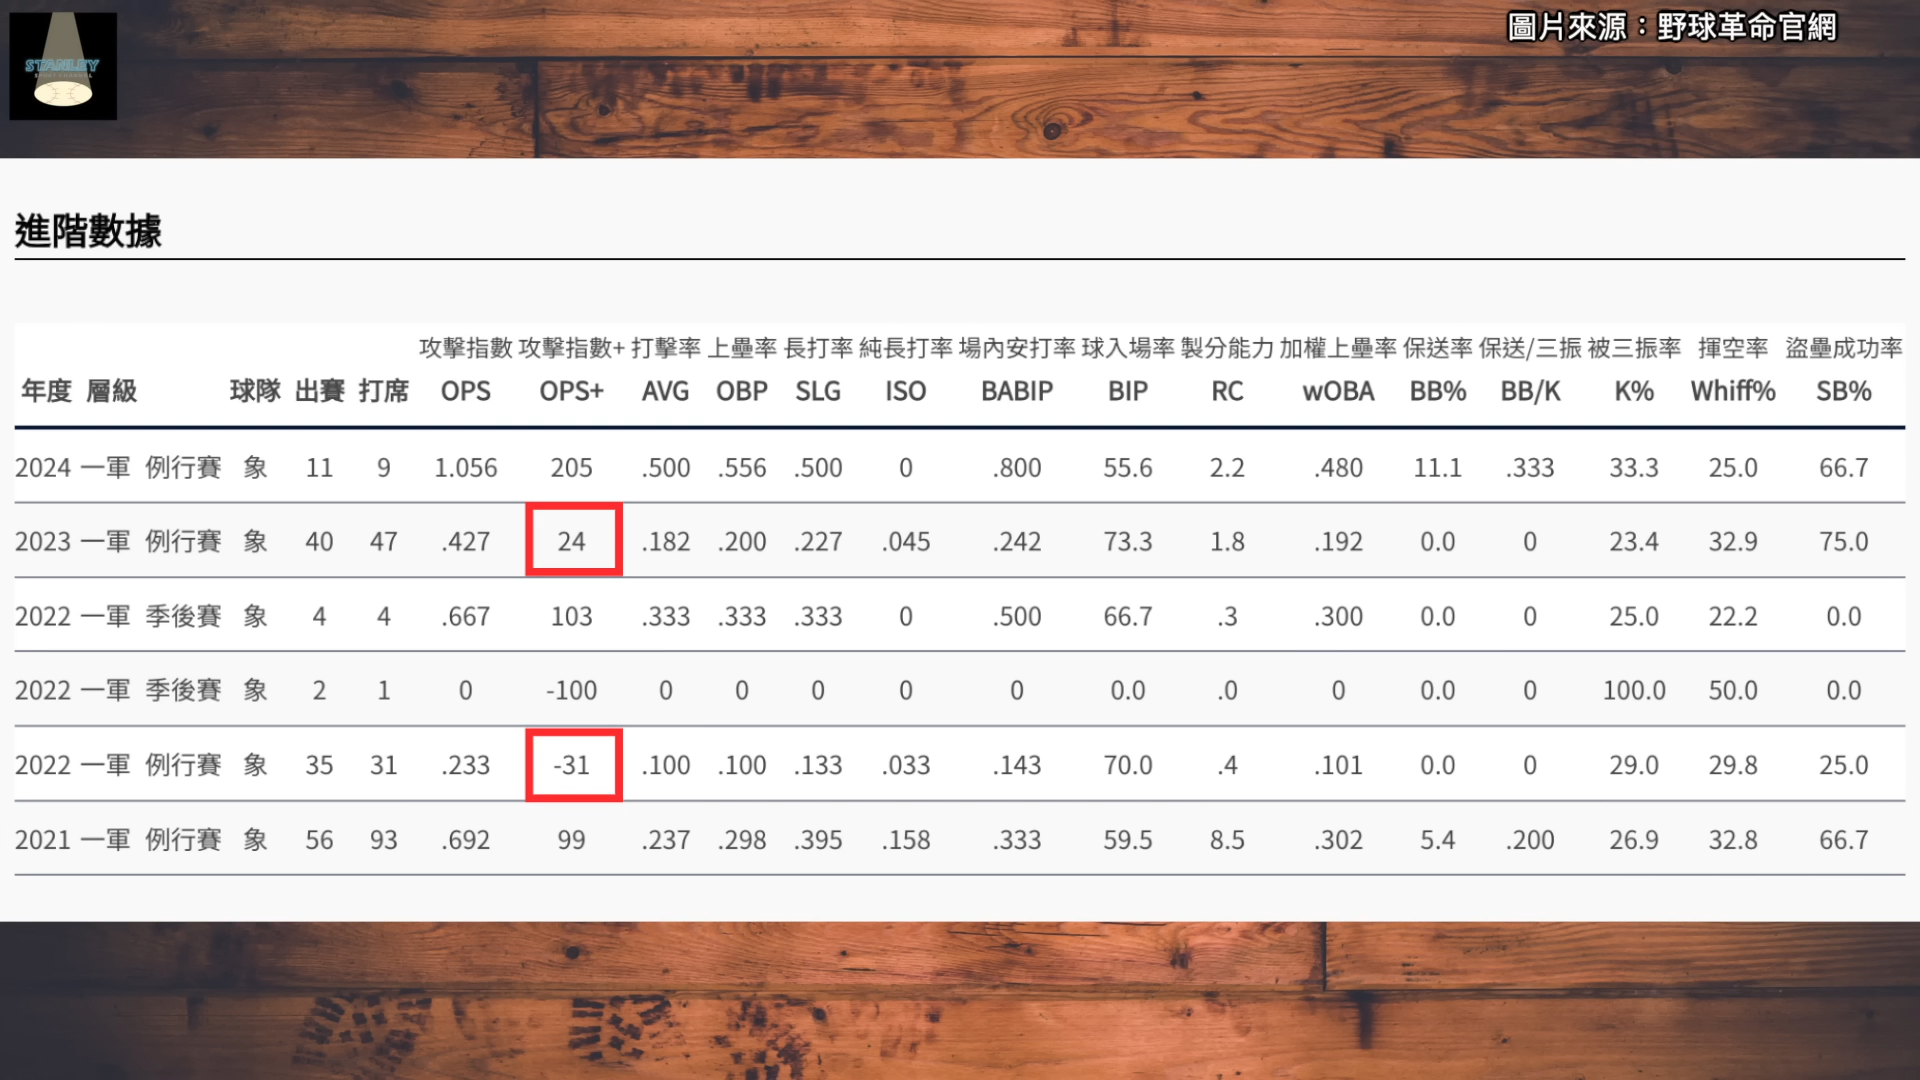 圖片來源：野球革命官網
STANLEY
進階數據
攻擊指數 攻擊指數+ 打擊率 上壘率 長打率 純長打率 場內安打率 球入場率 製分能力 加權上壘率 保送率 保送/三振 被三振率 揮空率 盜壘成功率
年度 層級 球隊 出賽 打席 OPS OPS+ AVG OBP SLG ISO BABIP BIP RC wOBA BB% BB/K K% Whiff% SB%
2024 一軍 例行賽 象 11 9 1.056 205 .500 .556 .500 0 .800 55.6 2.2 .480 11.1 .333 33.3 25.0 66.7
2023 一軍 例行賽 象 40 47 .427 24 .182 .200 .227 .045 .242 73.3 1.8 .192 0.0 0 23.4 32.9 75.0
2022 一軍 季後賽 象 4 4 .667 103 .333 .333 .333 0 .500 66.7 .3 .300 0.0 0 25.0 22.2 0.0
2022 一軍 季後賽 象 2 1 0 -100 0 0 0 0 0 0.0 .0 0 0.0 0 100.0 50.0 0.0
2022 一軍 例行賽 象 35 31 .233 -31 .100 .100 .133 .033 .143 70.0 .4 .101 0.0 0 29.0 29.8 25.0
2021 一軍 例行賽 象 56 93 .692 99 .237 .298 .395 .158 .333 59.5 8.5 .302 5.4 .200 26.9 32.8 66.7